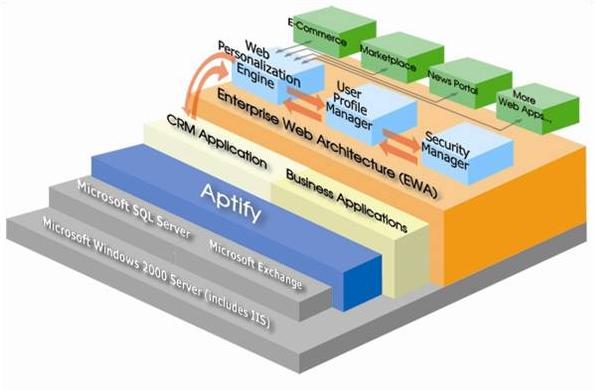 E-Commerce
Marketplace
News Portal
More
Web Apps...
Web
Personalization
Engine
User
Profile
Manager
Security
Manager
Enterprise Web Architecture (EWA)
CRM Application
Business Applications
Aptify
Microsoft SQL Server
Microsoft Exchange
Microsoft Windows 2000 Server (includes IIS)